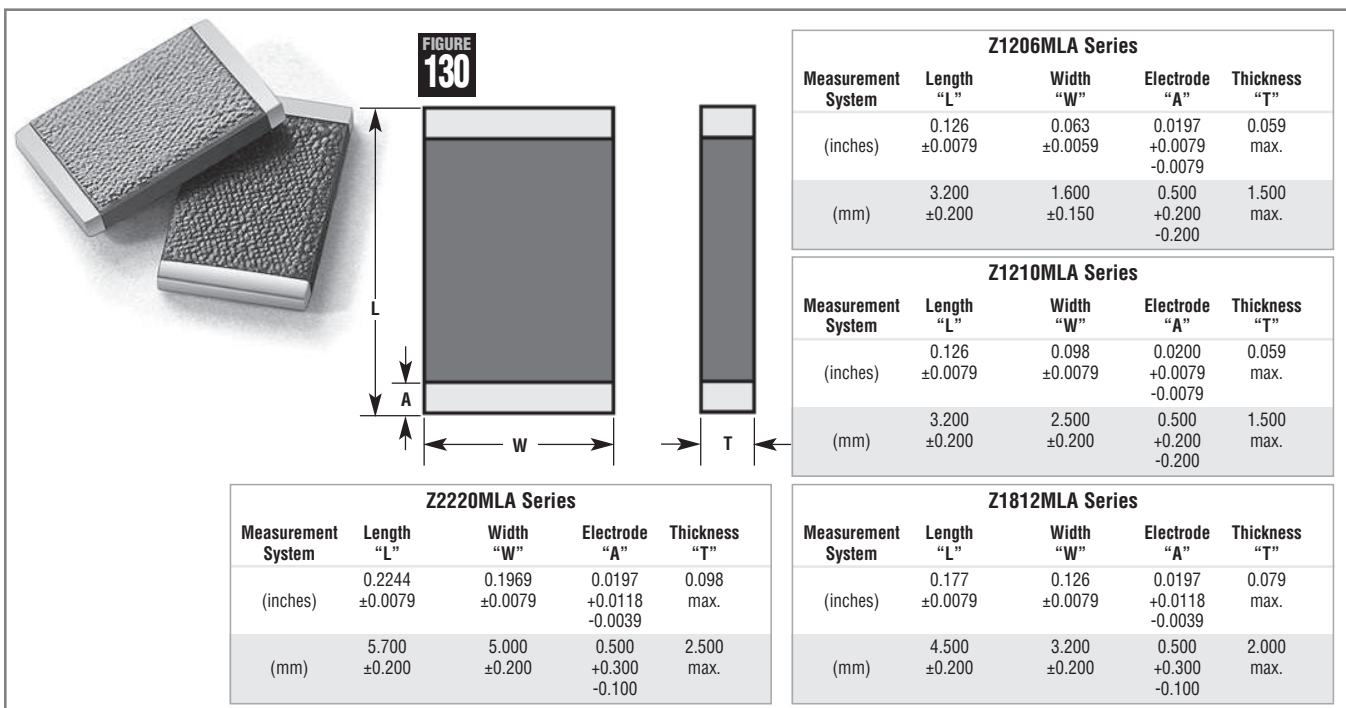 FIGURE
130
L
A
W
T
Z1206MLA Series
Measurement Length Width Electrode Thickness
System “L” “W” “A” “T”
0.126 0.063 0.0197 0.059
(inches) ±0.0079 ±0.0059 +0.0079 max.
-0.0079
3.200 1.600 0.500 1.500
(mm) ±0.200 ±0.150 +0.200 max.
-0.200
Z1210MLA Series
Measurement Length Width Electrode Thickness
System “L” “W” “A” “T”
0.126 0.098 0.0200 0.059
(inches) ±0.0079 ±0.0079 +0.0079 max.
-0.0079
3.200 2.500 0.500 1.500
(mm) ±0.200 ±0.200 +0.200 max.
-0.200
Z2220MLA Series
Measurement Length Width Electrode Thickness
System “L” “W” “A” “T”
0.2244 0.1969 0.0197 0.098
(inches) ±0.0079 ±0.0079 +0.0118 max.
-0.0039
5.700 5.000 0.500 2.500
(mm) ±0.200 ±0.200 +0.300 max.
-0.100
Z1812MLA Series
Measurement Length Width Electrode Thickness
System “L” “W” “A” “T”
0.177 0.126 0.0197 0.079
(inches) ±0.0079 ±0.0079 +0.0118 max.
-0.0039
4.500 3.200 0.500 2.000
(mm) ±0.200 ±0.200 +0.300 max.
-0.100